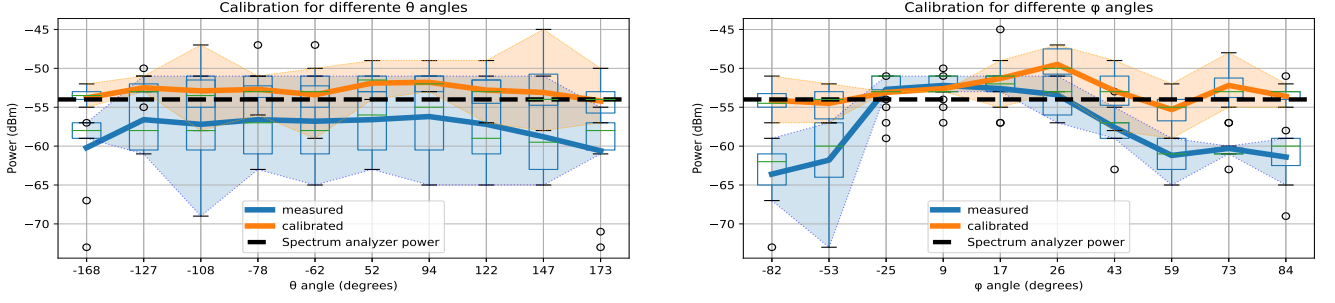 Calibration for differente θ angles
Power (dBm)
−45
−50
−55
−60
−65
−70
measured
calibrated
Spectrum analyzer power
-168 -127 -108 -78 -62 52 94 122 147 173
θ angle (degrees)
Calibration for differente φ angles
Power (dBm)
−45
−50
−55
−60
−65
−70
measured
calibrated
Spectrum analyzer power
-82 -53 -25 9 17 26 43 59 73 84
φ angle (degrees)